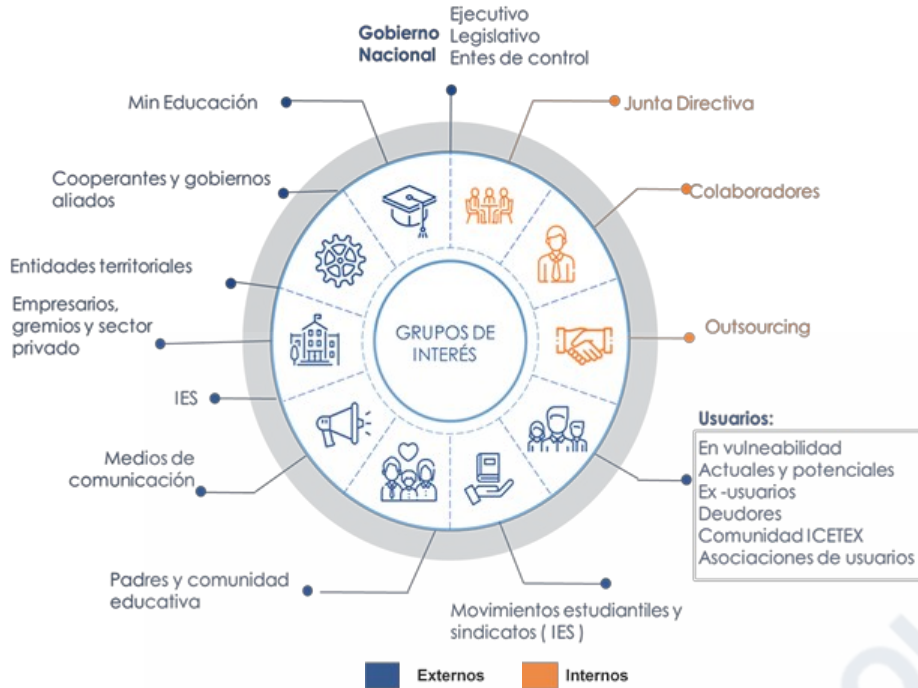 Gobierno
Nacional
Ejecutivo
Legislativo
Entes de control
Min Educación
Junta Directiva
Cooperantes y gobiernos
aliados
Colaboradores
Entidades territoriales
Empresarios,
gremios y sector
privado
GRUPOS DE
INTERÉS
Outsourcing
IES
Usuarios:
En vulneabilidad
Actuales y potenciales
Ex -usuarios
Deudores
Comunidad ICETEX
Asociaciones de usuarios
Medios de
comunicación
Padres y comunidad
educativa
Movimientos estudiantiles y
sindicatos ( IES )
Externos
Internos